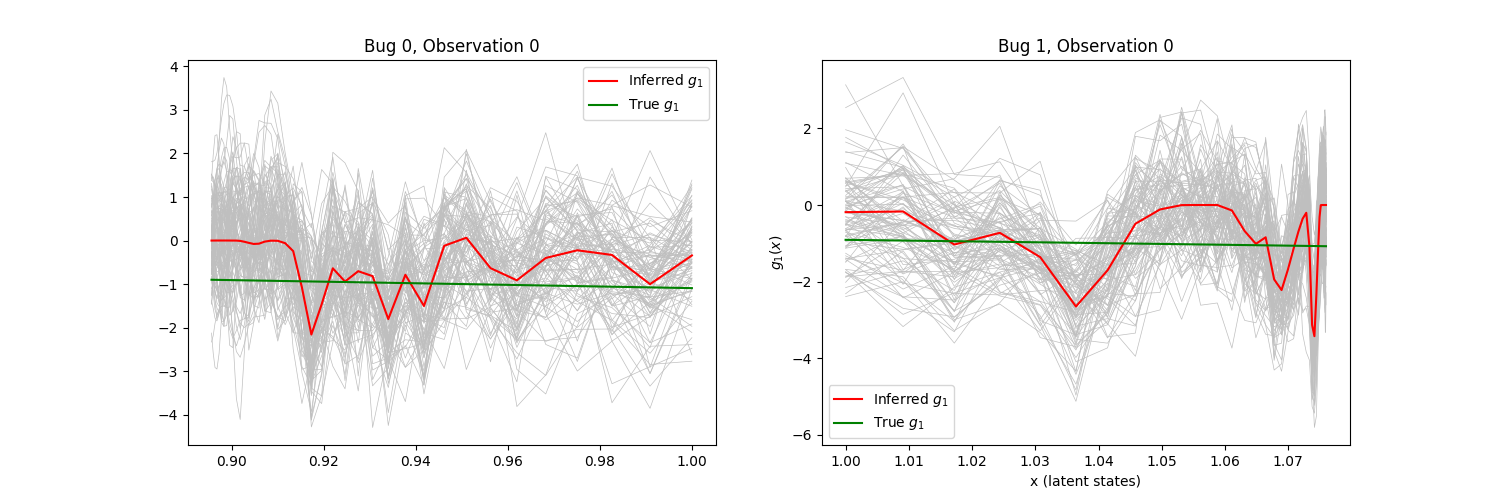 Bug 0, Observation 0
4
3
2
1
0
−1
−2
−3
−4
Inferred g₁
True g₁
0.90 0.92 0.94 0.96 0.98 1.00
Bug 1, Observation 0
g₁(x)
2
0
−2
−4
−6
Inferred g₁
True g₁
1.00 1.01 1.02 1.03 1.04 1.05 1.06 1.07
x (latent states)